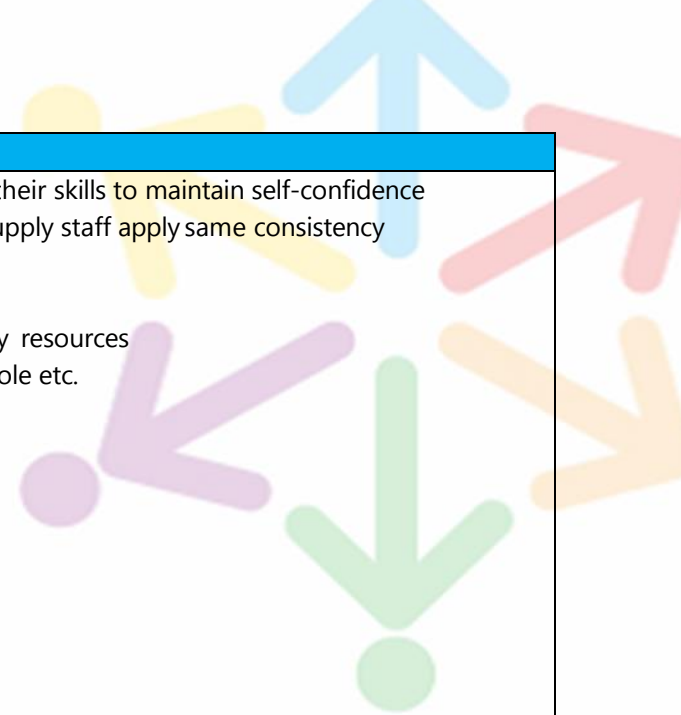 their skills to maintain self-confidence
upply staff apply same consistency
y resources
ole etc.